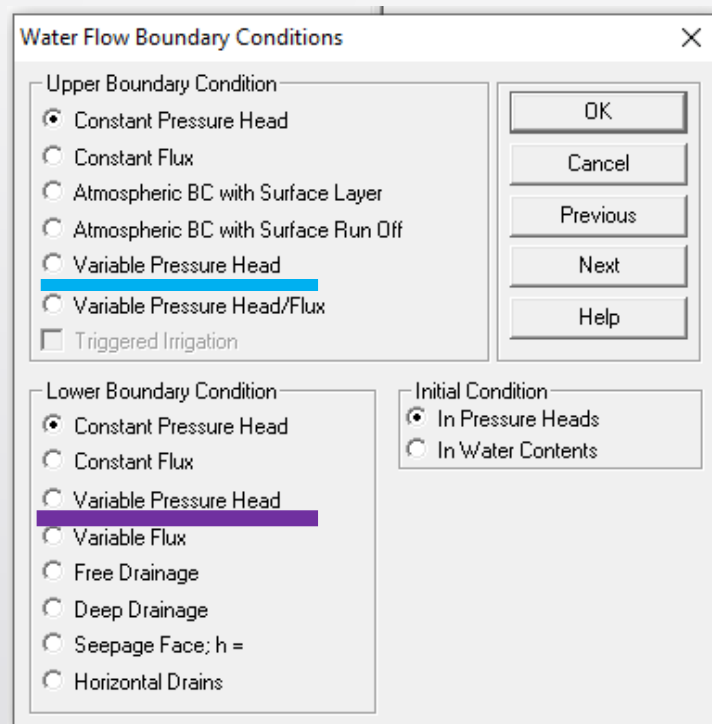 Water Flow Boundary Conditions
Upper Boundary Condition
Constant Pressure Head
Constant Flux
Atmospheric BC with Surface Layer
Atmospheric BC with Surface Run Off
Variable Pressure Head
Variable Pressure Head/Flux
Triggered Irrigation
OK
Cancel
Previous
Next
Help
Lower Boundary Condition
Constant Pressure Head
Constant Flux
Variable Pressure Head
Variable Flux
Free Drainage
Deep Drainage
Seepage Face; h =
Horizontal Drains
Initial Condition
In Pressure Heads
In Water Contents